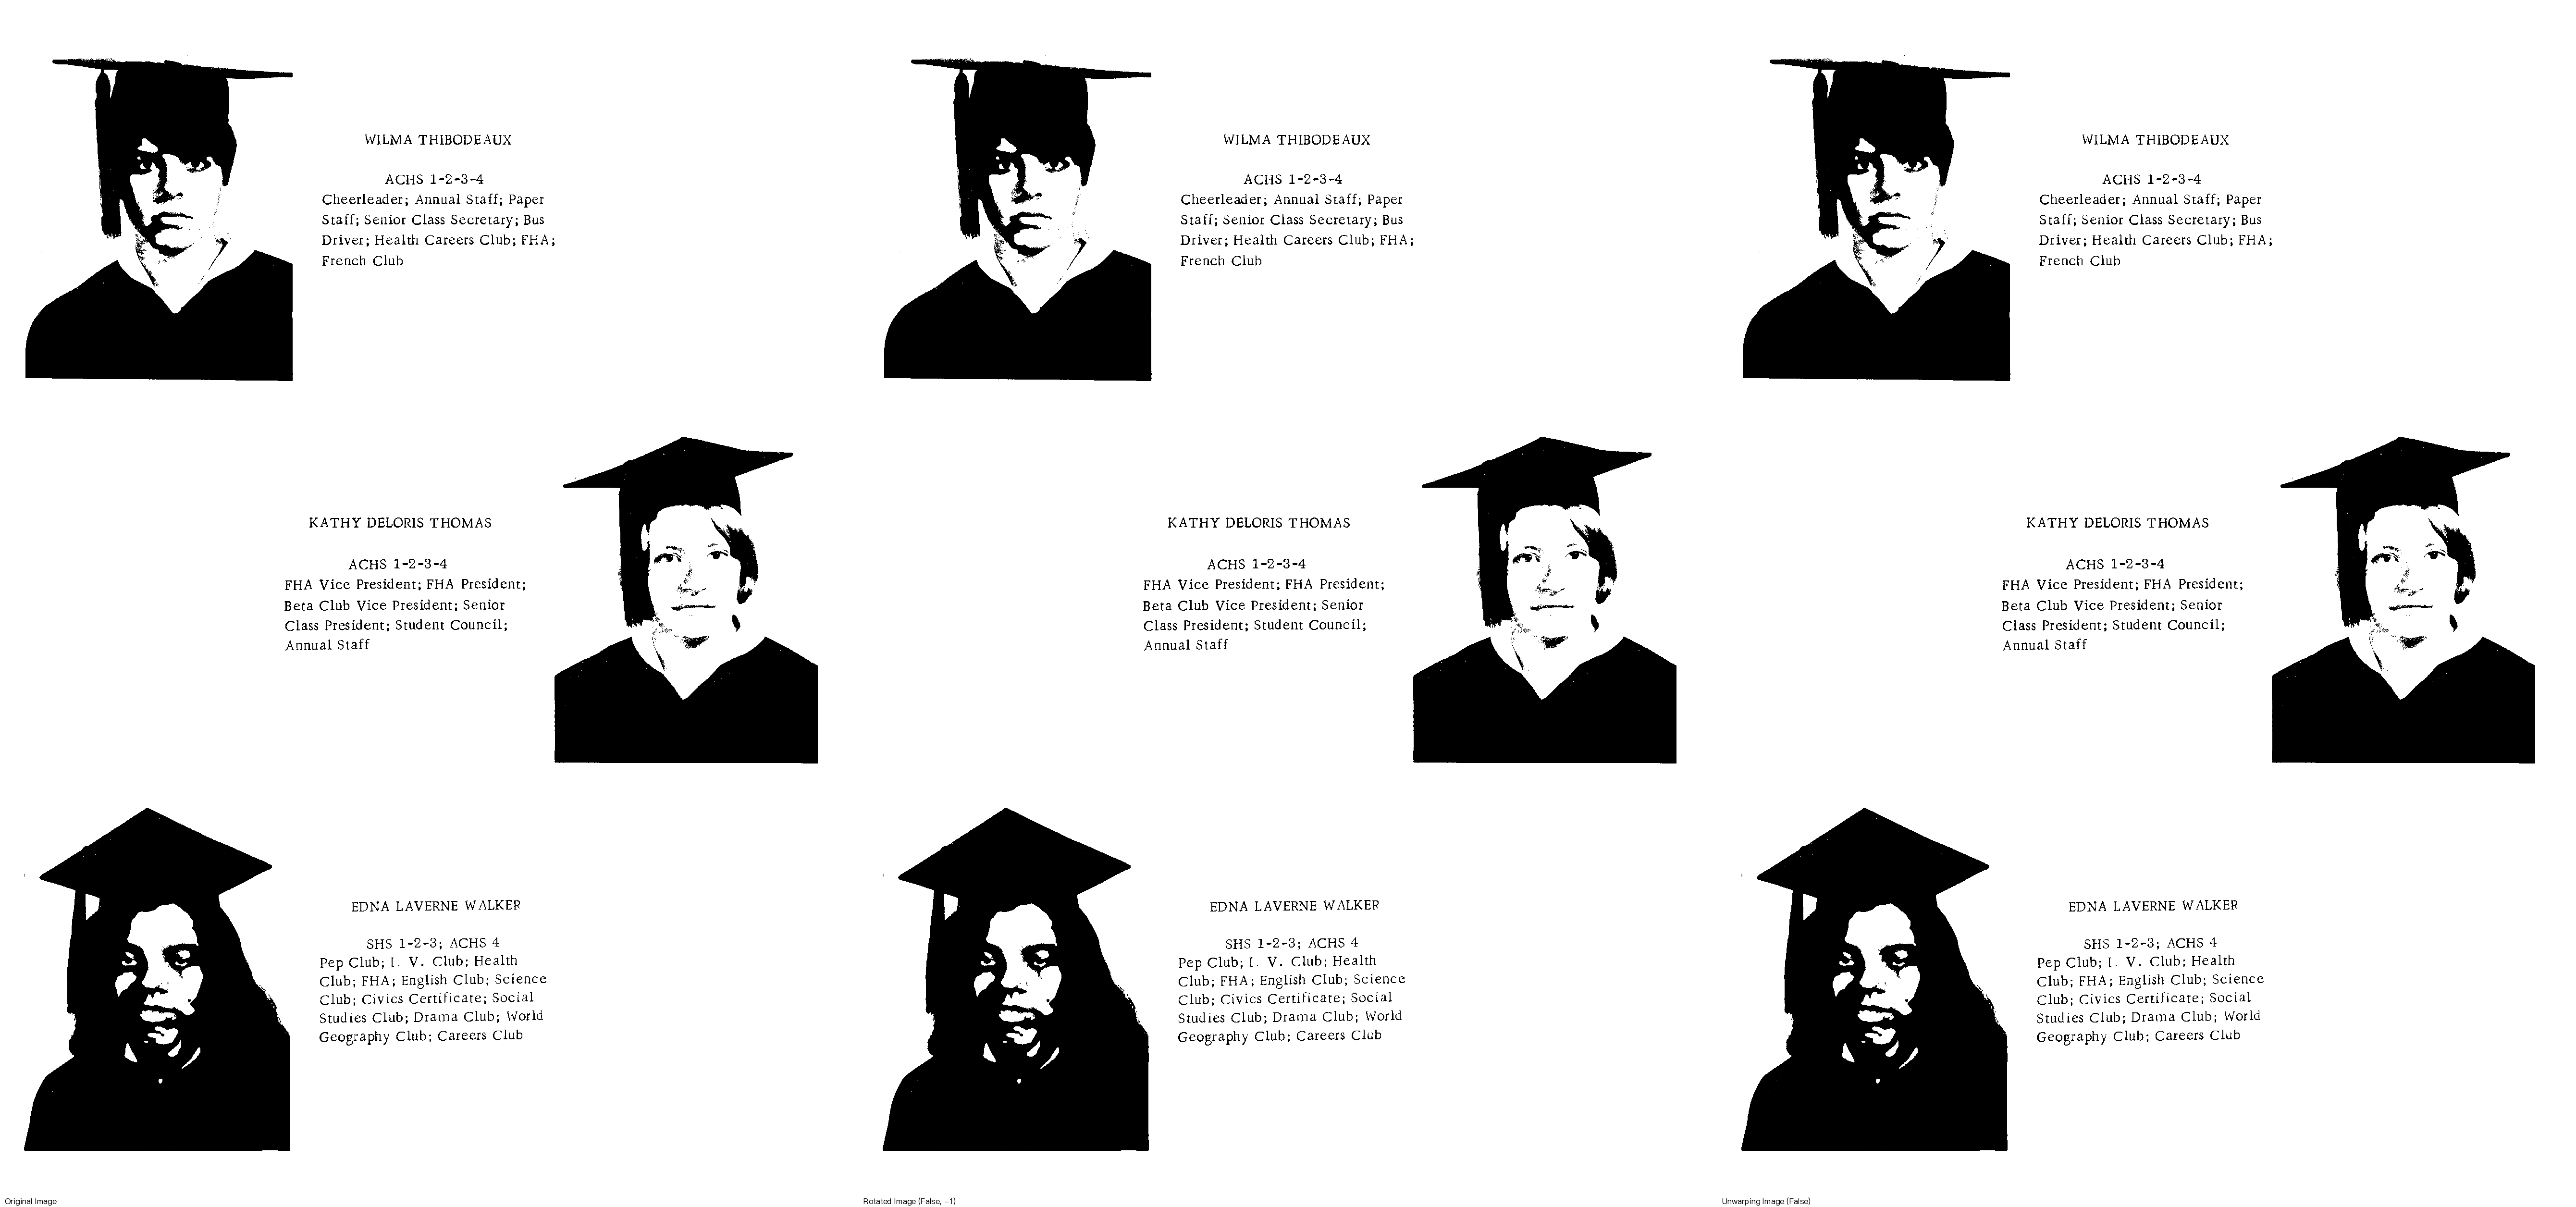 WILMA THIBODEAUX
ACHS 1-2-3-4
Cheerleader; Annual Staff; Paper
Staff; Senior Class Secretary; Bus
Driver; Health Careers Club; FHA;
French Club
KATHY DELORIS THOMAS
ACHS 1-2-3-4
FHA Vice President; FHA President;
Beta Club Vice President; Senior
Class President; Student Council;
Annual Staff
EDNA LAVERNE WALKER
SHS 1-2-3; ACHS 4
Pep Club; I. V. Club; Health
Club; FHA; English Club; Science
Club; Civics Certificate; Social
Studies Club; Drama Club; World
Geography Club; Careers Club
Original Image
WILMA THIBODEAUX
ACHS 1-2-3-4
Cheerleader; Annual Staff; Paper
Staff; Senior Class Secretary; Bus
Driver; Health Careers Club; FHA;
French Club
KATHY DELORIS THOMAS
ACHS 1-2-3-4
FHA Vice President; FHA President;
Beta Club Vice President; Senior
Class President; Student Council;
Annual Staff
EDNA LAVERNE WALKER
SHS 1-2-3; ACHS 4
Pep Club; I. V. Club; Health
Club; FHA; English Club; Science
Club; Civics Certificate; Social
Studies Club; Drama Club; World
Geography Club; Careers Club
Rotated Image (False, -1)
WILMA THIBODEAUX
ACHS 1-2-3-4
Cheerleader; Annual Staff; Paper
Staff; Senior Class Secretary; Bus
Driver; Health Careers Club; FHA;
French Club
KATHY DELORIS THOMAS
ACHS 1-2-3-4
FHA Vice President; FHA President;
Beta Club Vice President; Senior
Class President; Student Council;
Annual Staff
EDNA LAVERNE WALKER
SHS 1-2-3; ACHS 4
Pep Club; I. V. Club; Health
Club; FHA; English Club; Science
Club; Civics Certificate; Social
Studies Club; Drama Club; World
Geography Club; Careers Club
Unwarping Image (False)